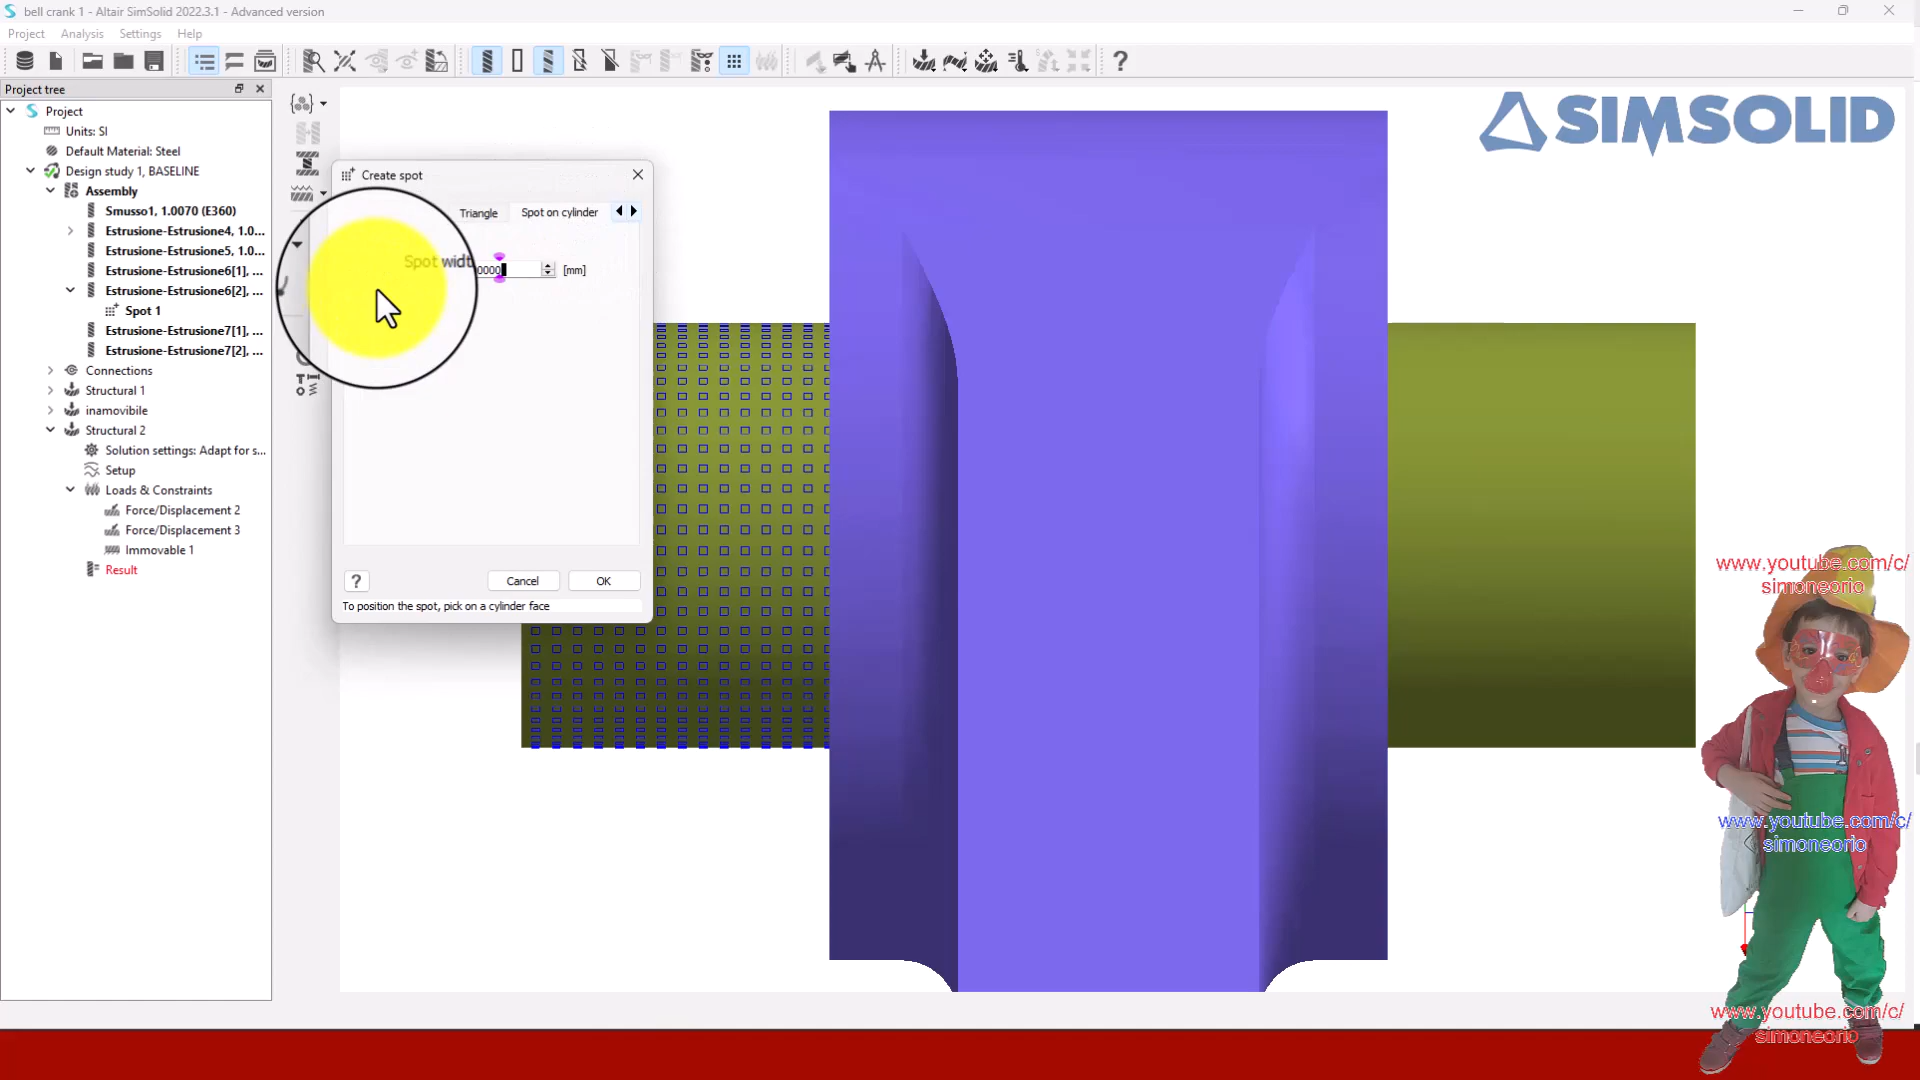 bell crank 1 - Altair SimSolid 2022.3.1 - Advanced version
Project Analysis Settings Help
Project tree
Project
Units: SI
Default Material: Steel
Design study 1, BASELINE
Assembly
Smusso1, 1.0070 (E360)
Estrusione-Estrusione4, 1.0...
Estrusione-Estrusione5, 1.0...
Estrusione-Estrusione6[1], ...
Estrusione-Estrusione6[2], ...
Spot 1
Estrusione-Estrusione7[1], ...
Estrusione-Estrusione7[2], ...
Connections
Structural 1
inamovibile
Structural 2
Solution settings: Adapt for s...
Setup
Loads & Constraints
Force/Displacement 2
Force/Displacement 3
Immovable 1
Result
Create spot
Triangle Spot on cylinder
Spot widt 0000 [mm]
? Cancel OK
To position the spot, pick on a cylinder face
SIMSOLID
www.youtube.com/c/
simoneorio
www.youtube.com/c/
simoneorio
www.youtube.com/c/
simoneorio